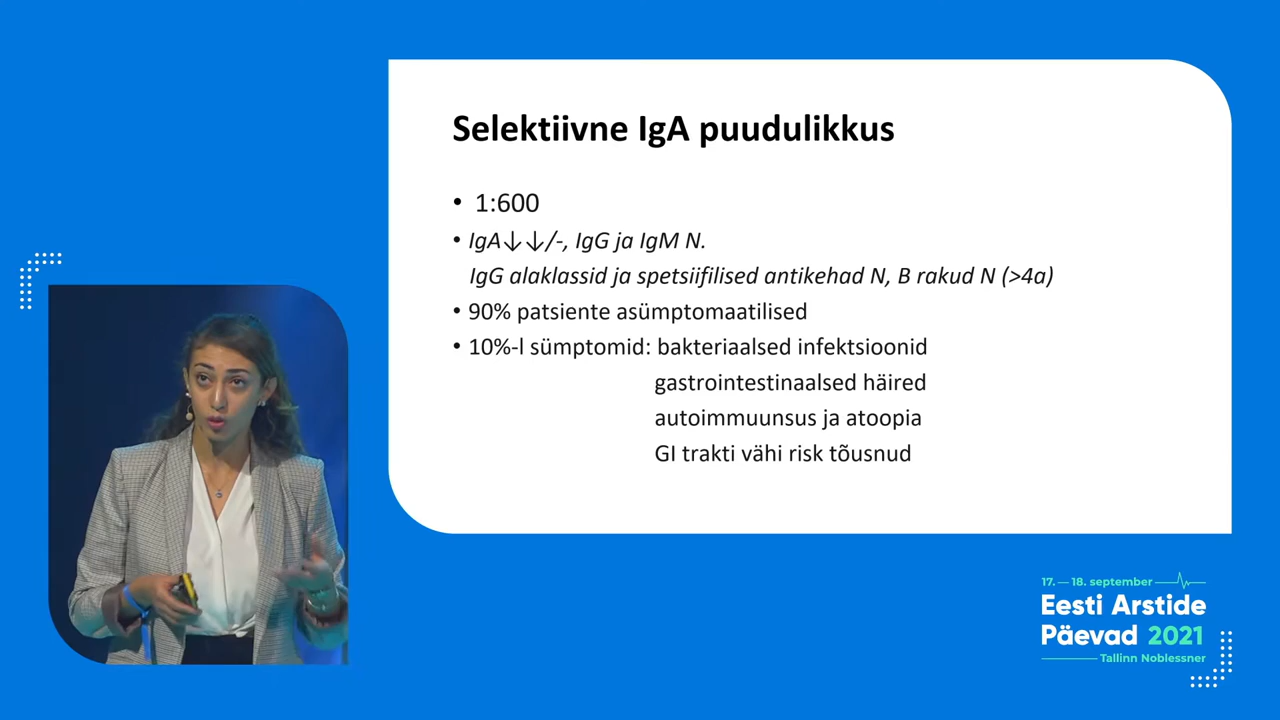 Selektiivne IgA puudulikkus
• 1:600
• IgA↓↓/-, IgG ja IgM N.
IgG alaklassid ja spetsiifilised antikehad N, B rakud N (>4a)
• 90% patsiente asümptomaatilised
• 10%-l sümptomid: bakteriaalsed infektsioonid
gastrointestinaalsed häired
autoimmuunsus ja atoopia
GI trakti vähi risk tõusnud
17. — 18. september
Eesti Arstide
Päevad 2021
Tallinn Noblessner